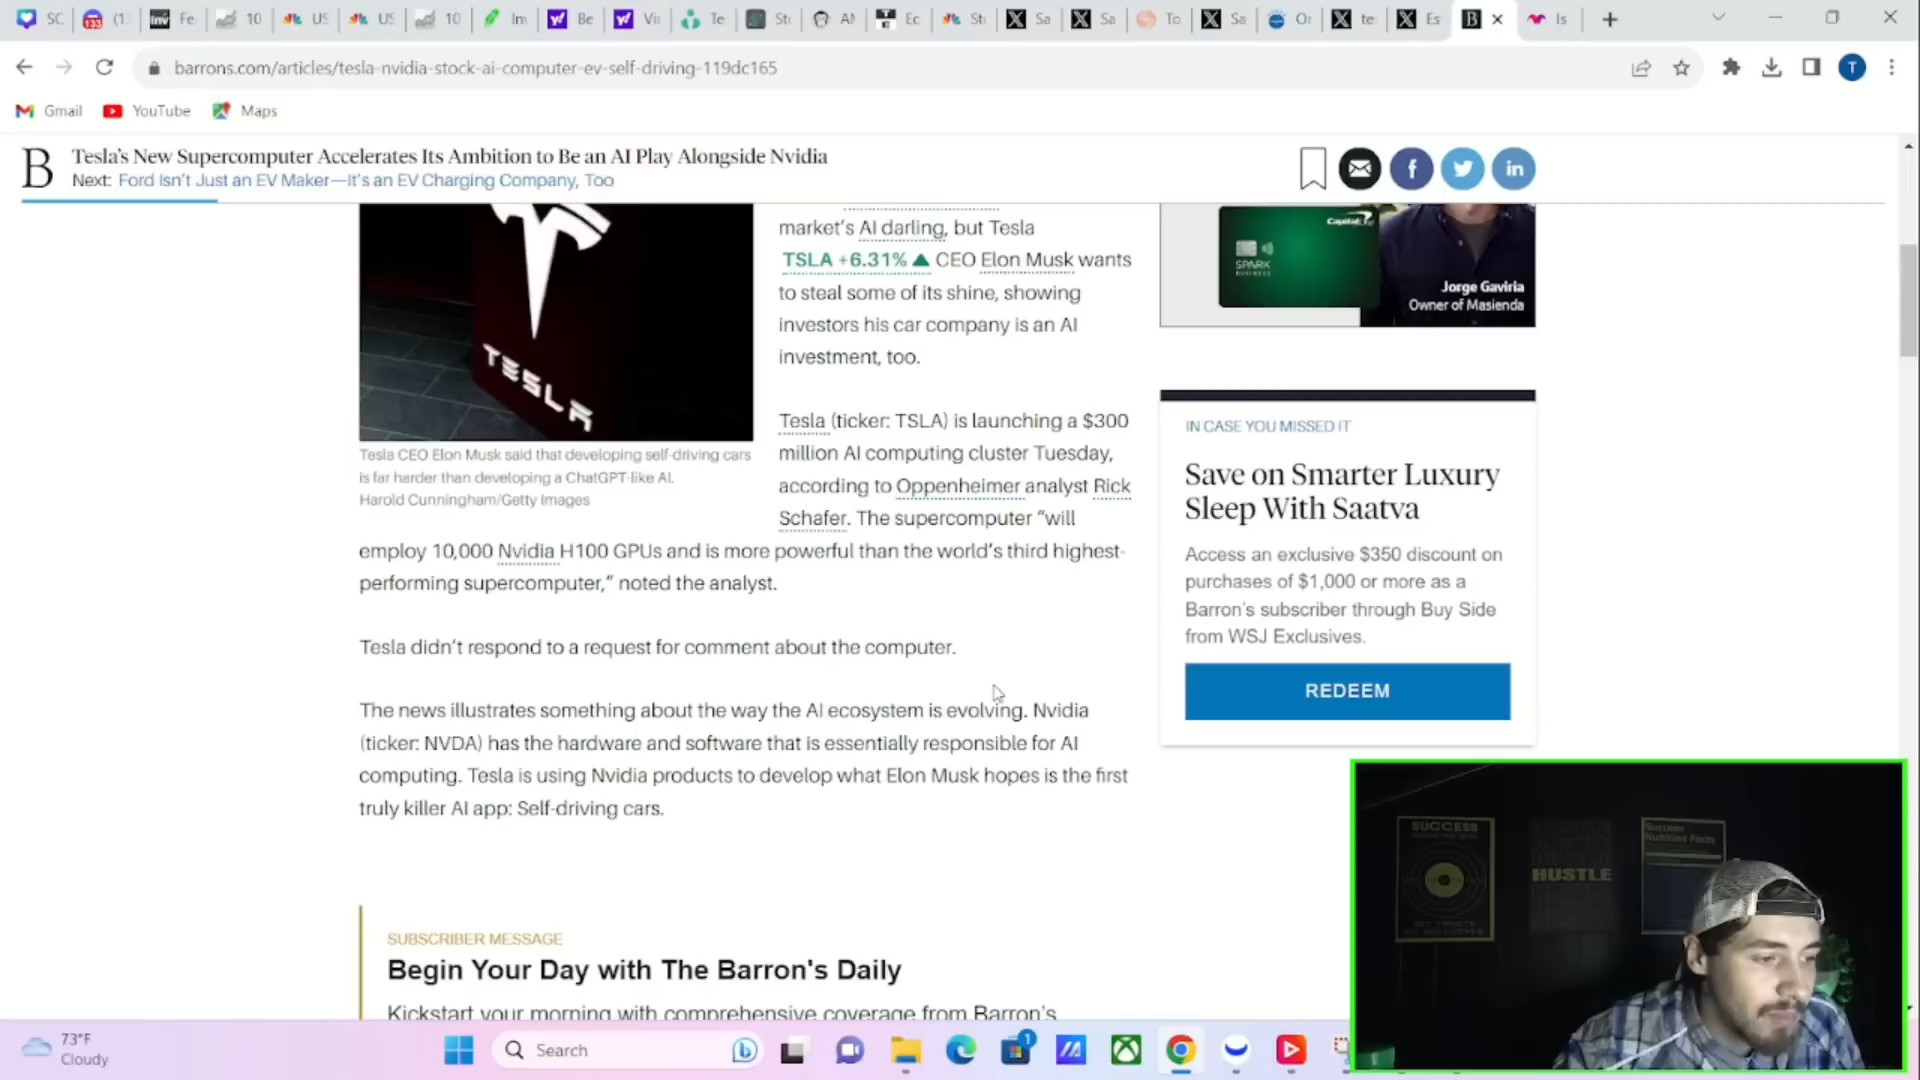 SC
(1
Fe
10
US
US
10
Im
Be
Vi
Te
St
AI
Ec
St
Sa
Sa
To
Sa
Or
te
Es
Is
barrons.com/articles/tesla-nvidia-stock-ai-computer-ev-self-driving-119dc165
T
Gmail
YouTube
Maps
B
Tesla's New Supercomputer Accelerates Its Ambition to Be an AI Play Alongside Nvidia
Next: Ford Isn't Just an EV Maker—It's an EV Charging Company, Too
market's AI darling, but Tesla
TSLA +6.31% ▲ CEO Elon Musk wants
to steal some of its shine, showing
investors his car company is an AI
investment, too.
TESLA
Tesla CEO Elon Musk said that developing self-driving cars
is far harder than developing a ChatGPT-like AI.
Harold Cunningham/Getty Images
Tesla (ticker: TSLA) is launching a $300
million AI computing cluster Tuesday,
according to Oppenheimer analyst Rick
Schafer. The supercomputer “will
employ 10,000 Nvidia H100 GPUs and is more powerful than the world's third highest-
performing supercomputer,” noted the analyst.
Tesla didn't respond to a request for comment about the computer.
The news illustrates something about the way the AI ecosystem is evolving. Nvidia
(ticker: NVDA) has the hardware and software that is essentially responsible for AI
computing. Tesla is using Nvidia products to develop what Elon Musk hopes is the first
truly killer AI app: Self-driving cars.
SUBSCRIBER MESSAGE
Begin Your Day with The Barron's Daily
Kickstart your morning with comprehensive coverage from Barron's
Capital One
SPARK
BUSINESS
Jorge Gaviria
Owner of Masienda
IN CASE YOU MISSED IT
Save on Smarter Luxury
Sleep With Saatva
Access an exclusive $350 discount on
purchases of $1,000 or more as a
Barron's subscriber through Buy Side
from WSJ Exclusives.
REDEEM
SUCCESS
HUSTLE
Success
Nutrition Facts
73°F
Cloudy
Search
1